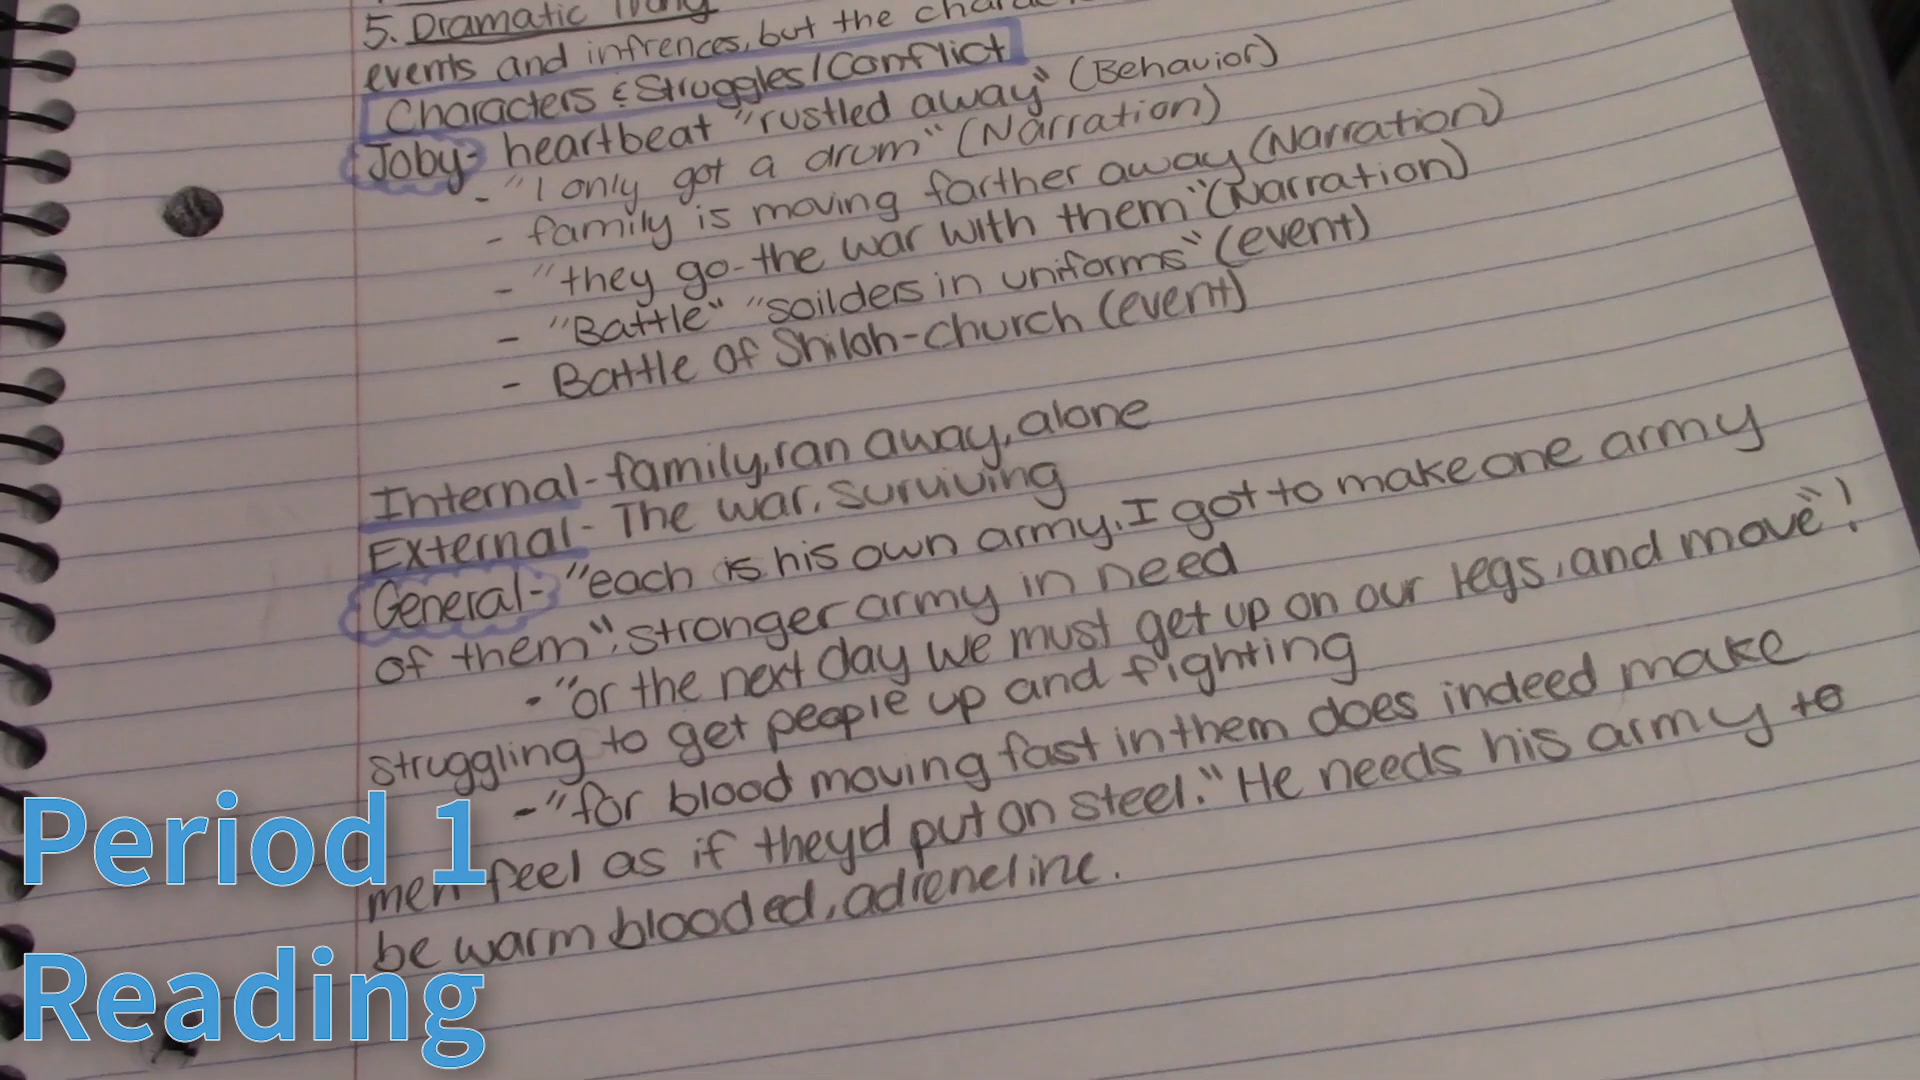 5. Dramatic Irony
events and infrences, but the
Characters & Struggles/Conflict
Joby- heartbeat "rustled away" (Behavior)
- "I only got a drum" (Narration)
- family is moving farther away (Narration)
- "they go-the war with them" (Narration)
- "Battle" "soilders in uniforms" (event)
- Battle of Shiloh-church (event)
Internal-family, ran away, alone
External- The war, surviving
General- "each is his own army. I got to make one army
of them"; stronger army in need
- "or the next day we must get up on our legs, and move"!
struggling to get people up and fighting
- "for blood moving fast in them does indeed make
men feel as if theyd put on steel." He needs his army to
be warm blooded, adreneline.
Period 1
Reading